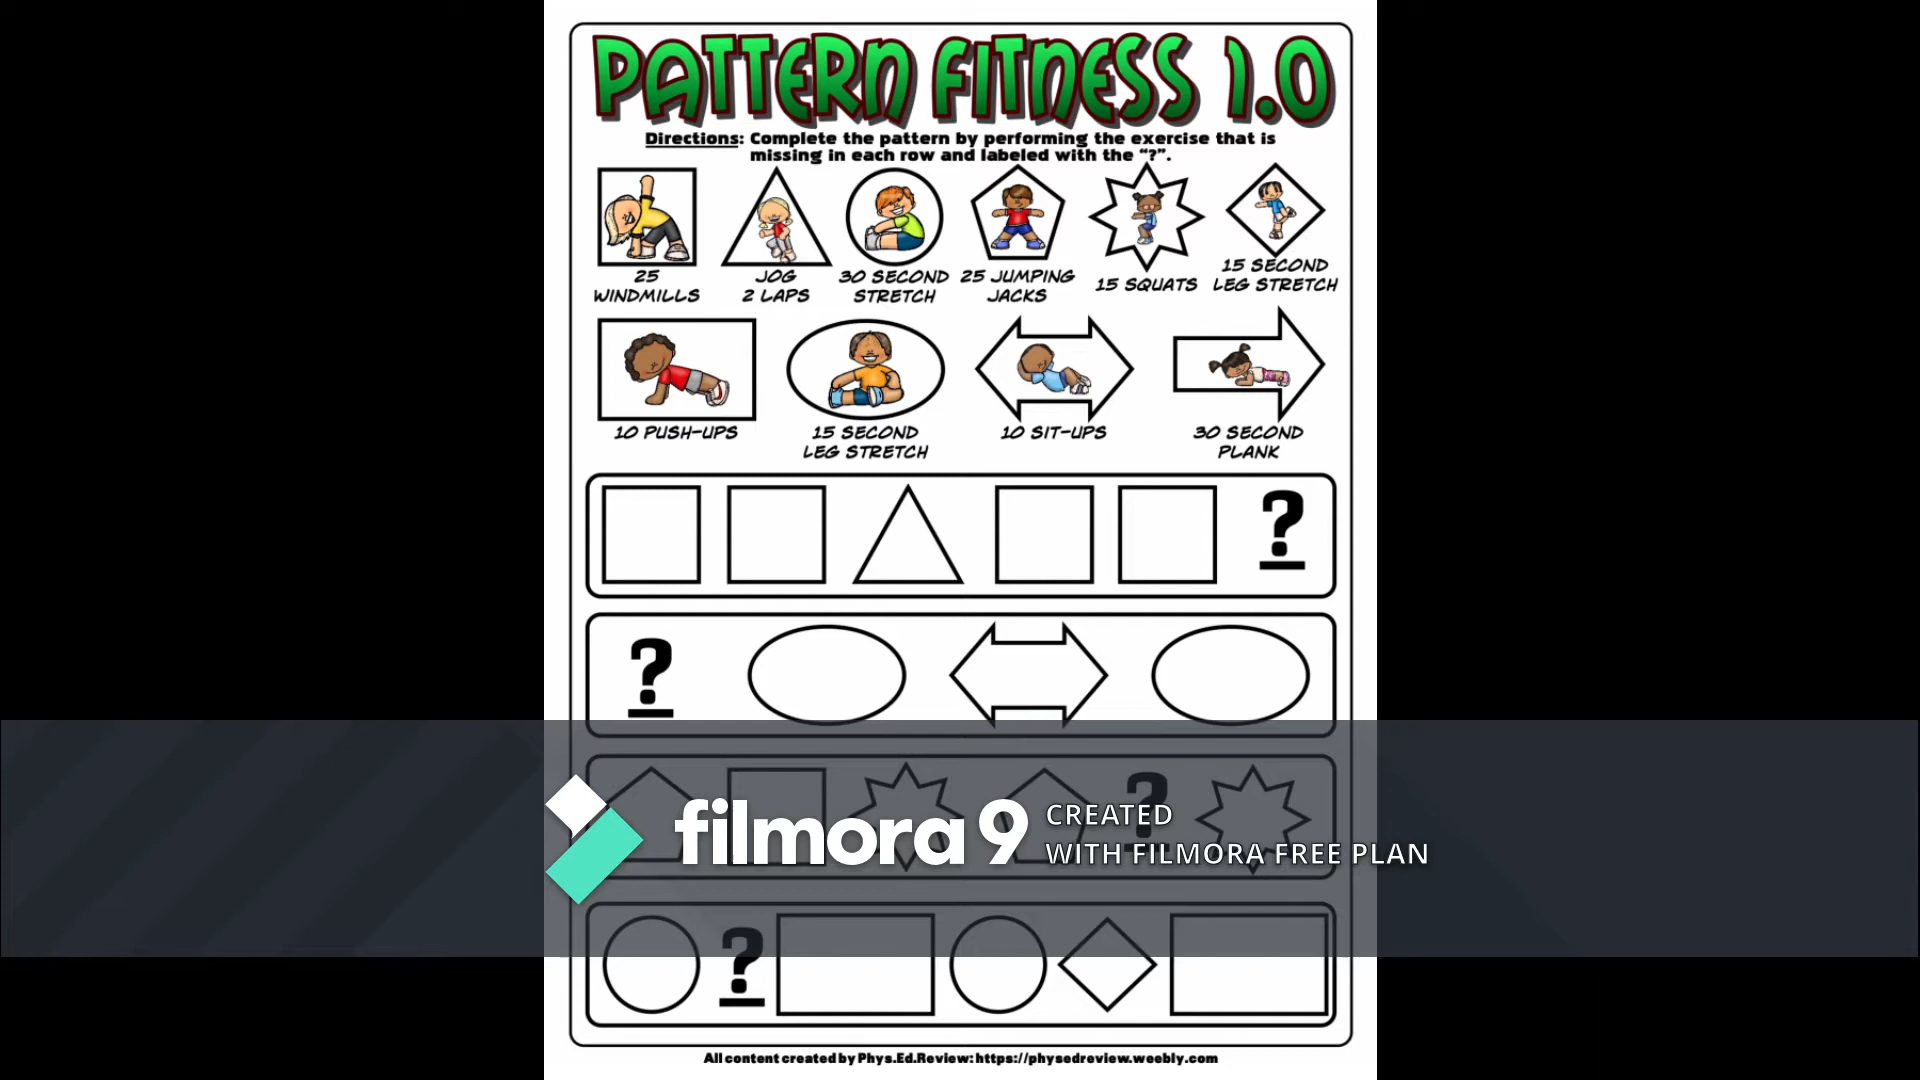 PATTERN FITNESS 1.0
Directions: Complete the pattern by performing the exercise that is
missing in each row and labeled with the “?”.
25
WINDMILLS
JOG
2 LAPS
30 SECOND
STRETCH
25 JUMPING
JACKS
15 SQUATS
15 SECOND
LEG STRETCH
10 PUSH-UPS
15 SECOND
LEG STRETCH
10 SIT-UPS
30 SECOND
PLANK
?
?
?
filmora 9
CREATED
WITH FILMORA FREE PLAN
?
All content created by Phys.Ed.Review: https://physedreview.weebly.com